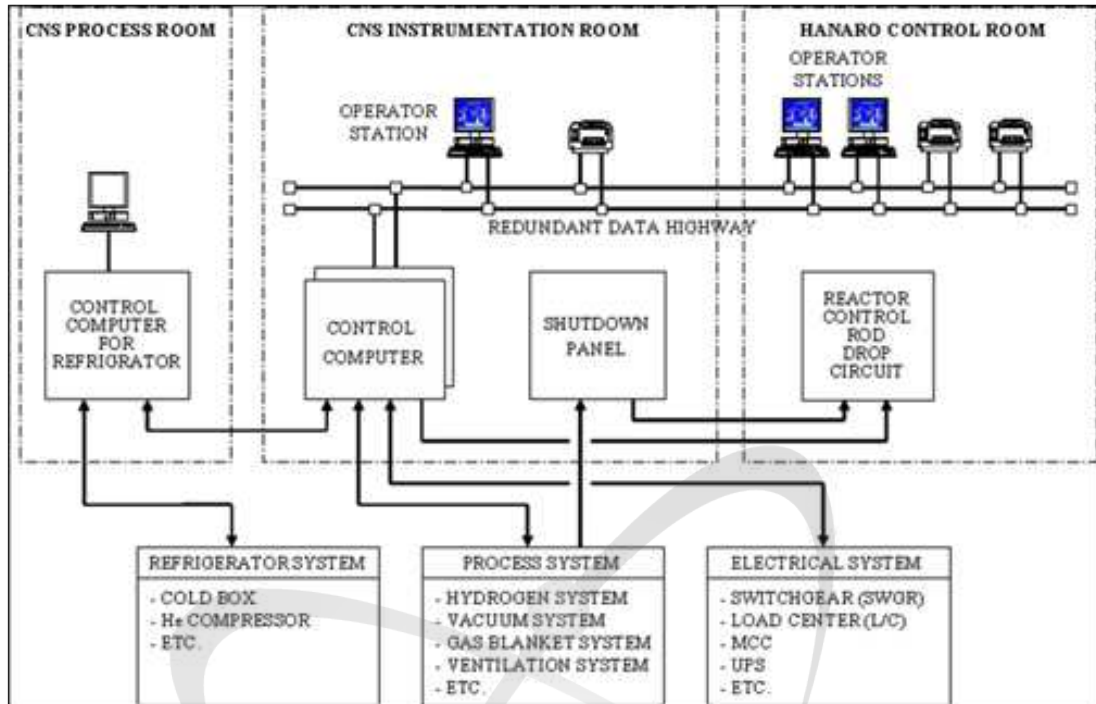 CNS PROCESS ROOM
CNS INSTRUMENTATION ROOM
HANARO CONTROL ROOM
OPERATOR
STATION
OPERATOR
STATIONS
REDUNDANT DATA HIGHWAY
CONTROL
COMPUTER
FOR
REFRIGRATOR
CONTROL
COMPUTER
SHUTDOWN
PANEL
REACTOR
CONTROL
ROD
DROP
CIRCUIT
REFRIGERATOR SYSTEM
- COLD BOX
- He COMPRESSOR
- ETC.
PROCESS SYSTEM
- HYDROGEN SYSTEM
- VACUUM SYSTEM
- GAS BLANKET SYSTEM
- VENTILATION SYSTEM
- ETC.
ELECTRICAL SYSTEM
- SWITCHGEAR (SWGR)
- LOAD CENTER (L/C)
- MCC
- UPS
- ETC.